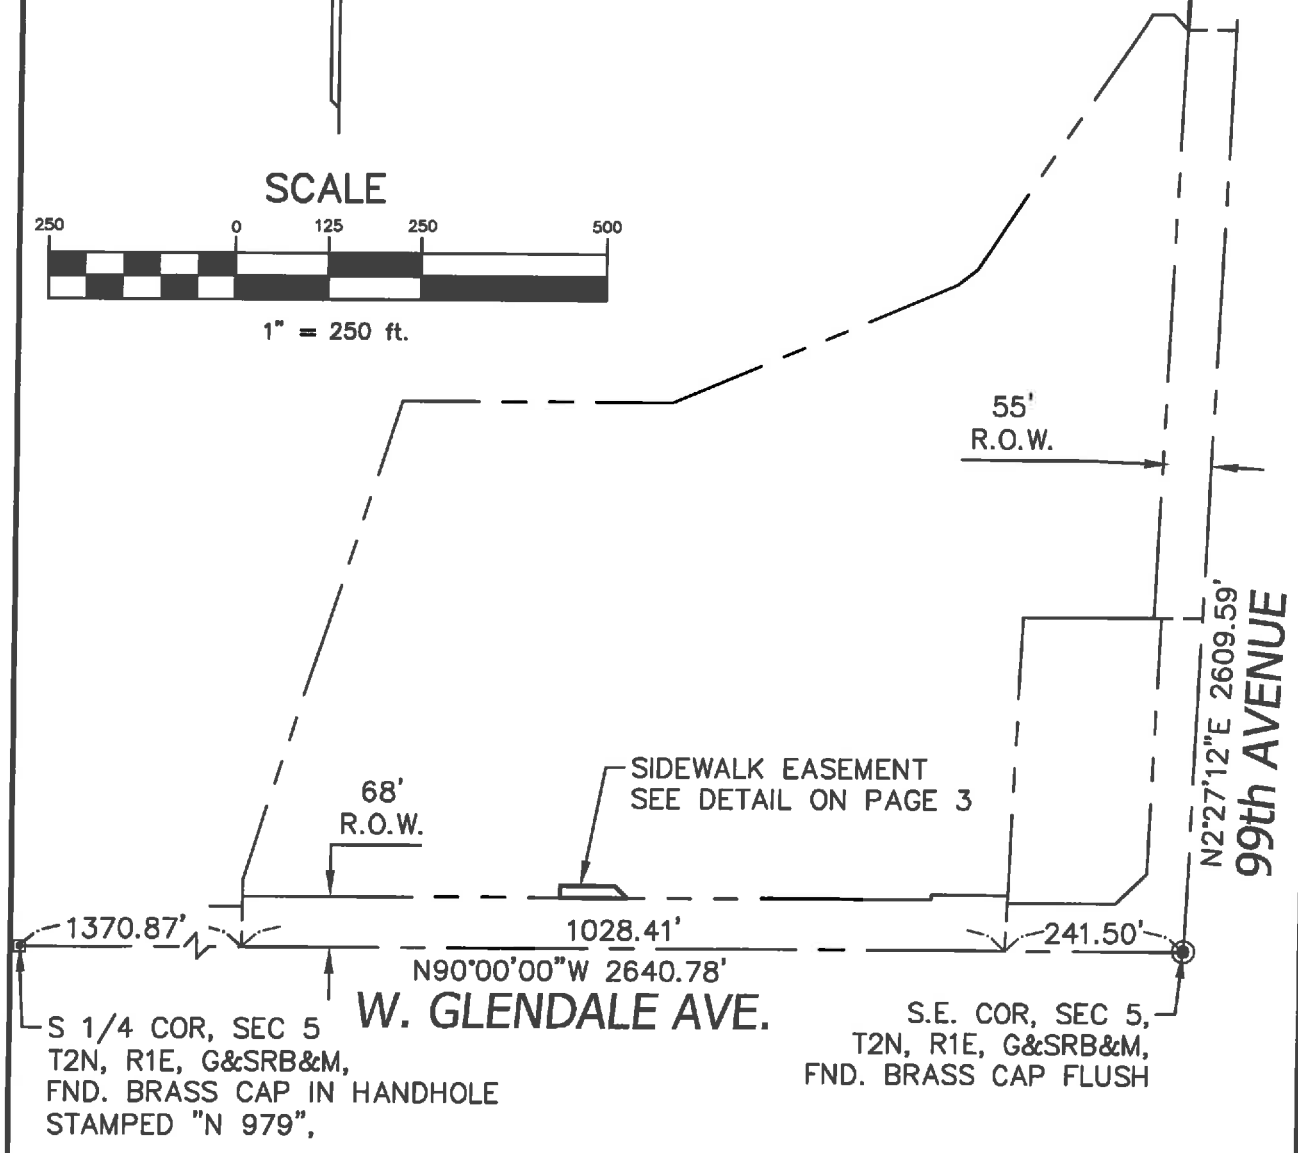 SCALE
250 0 125 250 500
1" = 250 ft.
55'
R.O.W.
N2°27'12"E 2609.59'
99th AVENUE
SIDEWALK EASEMENT
SEE DETAIL ON PAGE 3
68'
R.O.W.
1370.87' 1028.41' 241.50'
N90°00'00"W 2640.78'
W. GLENDALE AVE.
S 1/4 COR, SEC 5
T2N, R1E, G&SRB&M,
FND. BRASS CAP IN HANDHOLE
STAMPED "N 979",
S.E. COR, SEC 5,
T2N, R1E, G&SRB&M,
FND. BRASS CAP FLUSH